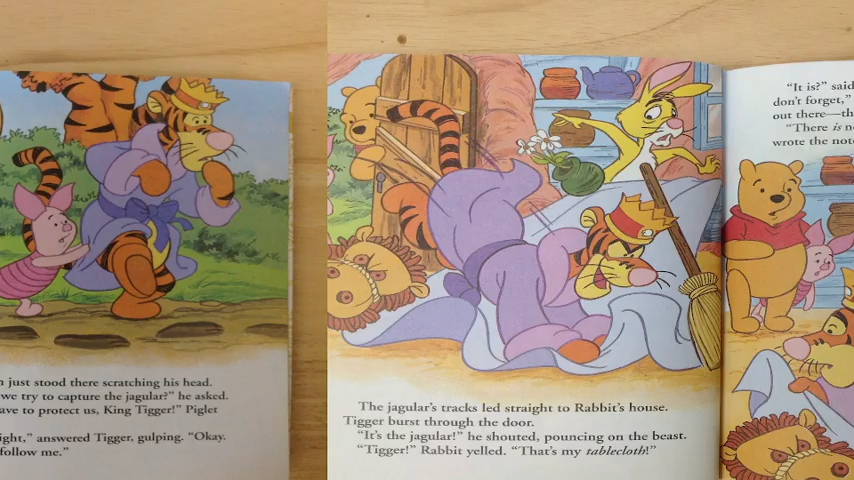 n just stood there scratching his head.
we try to capture the jagular?" he asked.
ave to protect us, King Tigger!" Piglet
ight," answered Tigger, gulping. "Okay.
follow me."
The jagular's tracks led straight to Rabbit's house.
Tigger burst through the door.
"It's the jagular!" he shouted, pouncing on the beast.
"Tigger!" Rabbit yelled. "That's my tablecloth!"
"It is?" said
don't forget,"
out there—th
"There is no
wrote the note